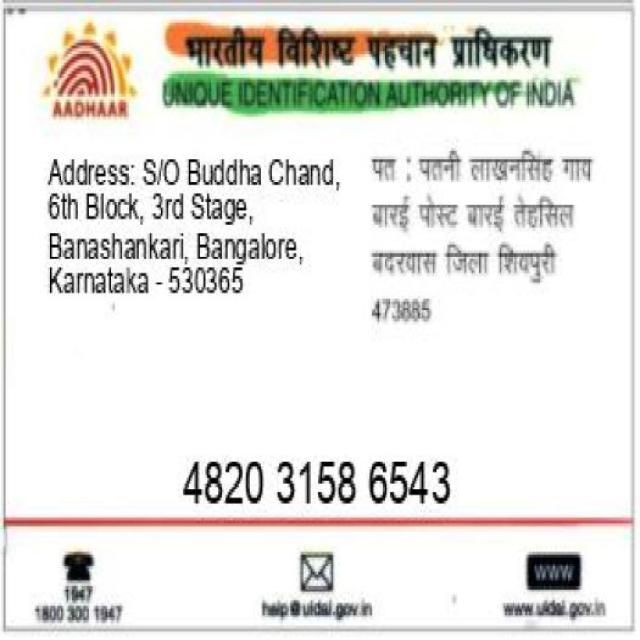 भारतीय विशिष्ट पहचान प्राधिकरण
UNIQUE IDENTIFICATION AUTHORITY OF INDIA
AADHAAR
Address: S/O Buddha Chand,
6th Block, 3rd Stage,
Banashankari, Bangalore,
Karnataka - 530365
पत : पतनी लाखनसिंह गाव
बारई पोस्ट बारई तेहसिल
बदरवास जिला शिवपुरी
473885
4820 3158 6543
1947
1800 300 1947
help@uidai.gov.in
WWW
www.uidai.gov.in